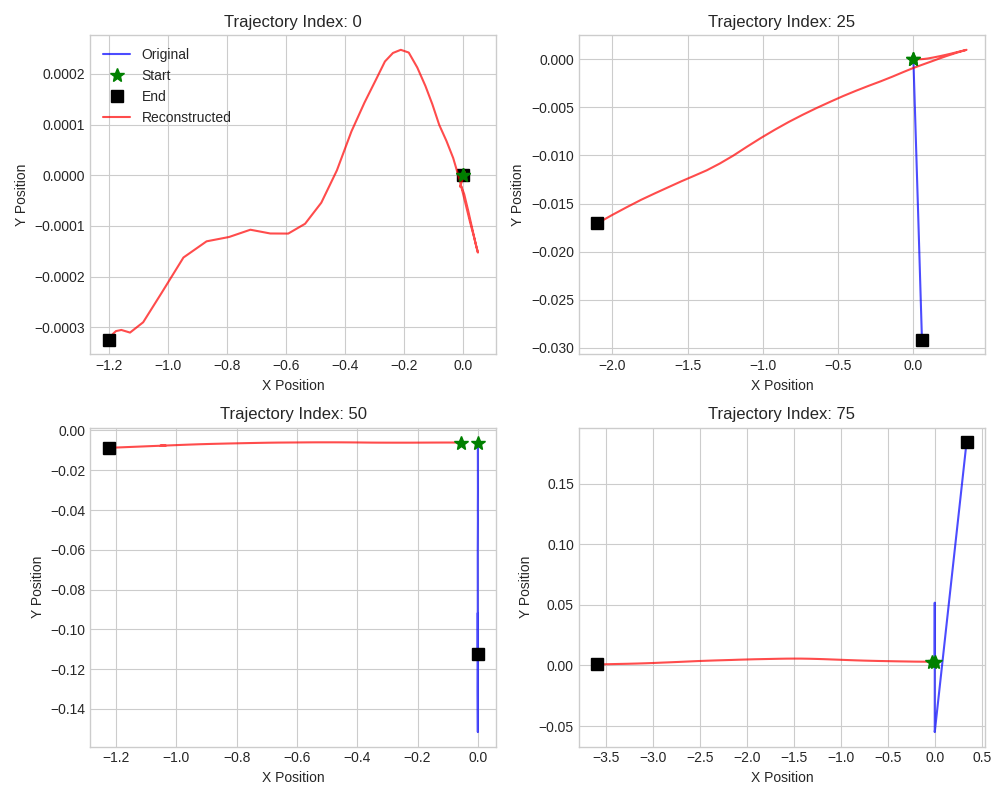 Trajectory Index: 0
Original
Start
End
Reconstructed
0.0002
0.0001
0.0000
−0.0001
−0.0002
−0.0003
Y Position
−1.2 −1.0 −0.8 −0.6 −0.4 −0.2 0.0
X Position
Trajectory Index: 25
0.000
−0.005
−0.010
−0.015
−0.020
−0.025
−0.030
Y Position
−2.0 −1.5 −1.0 −0.5 0.0
X Position
Trajectory Index: 50
0.00
−0.02
−0.04
−0.06
−0.08
−0.10
−0.12
−0.14
Y Position
−1.2 −1.0 −0.8 −0.6 −0.4 −0.2 0.0
X Position
Trajectory Index: 75
0.15
0.10
0.05
0.00
−0.05
Y Position
−3.5 −3.0 −2.5 −2.0 −1.5 −1.0 −0.5 0.0 0.5
X Position